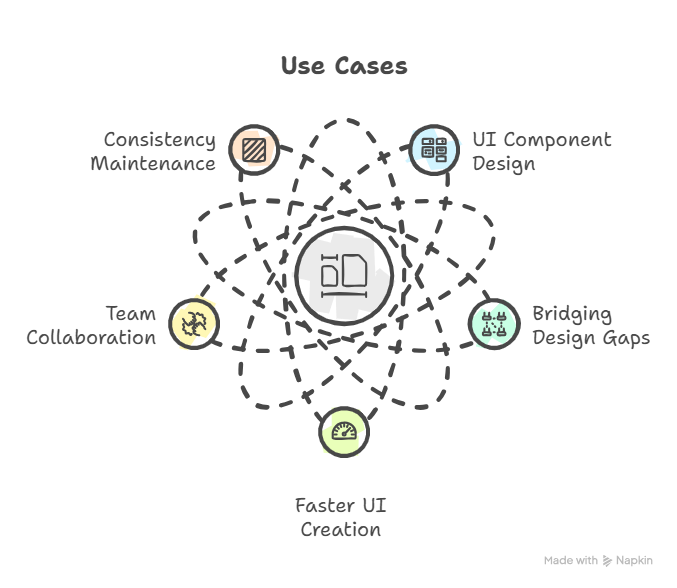 Use Cases
Consistency
Maintenance
UI Component
Design
Team
Collaboration
Bridging
Design Gaps
Faster UI
Creation
Made with Napkin